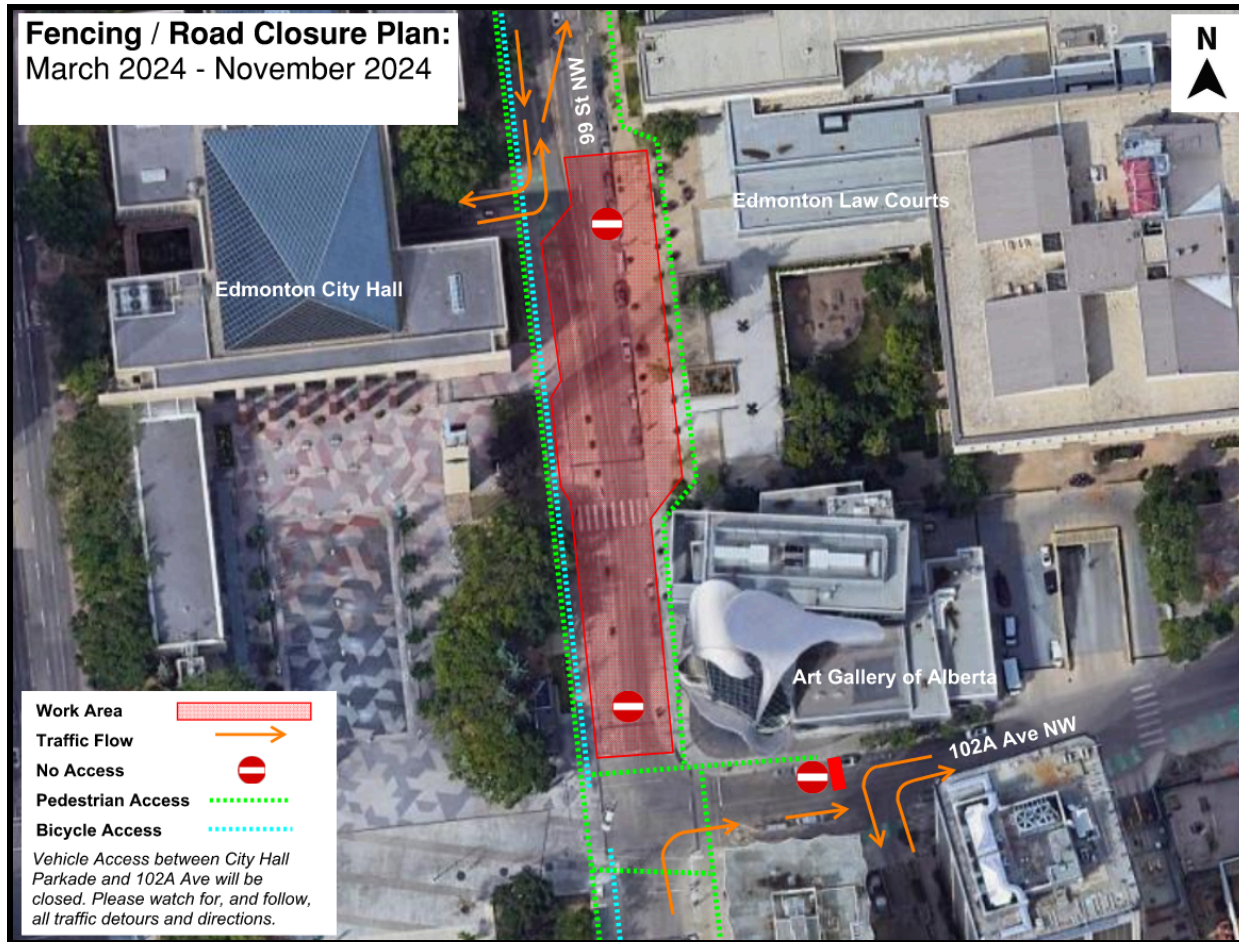 Fencing / Road Closure Plan:
March 2024 - November 2024
N
99 St NW
Edmonton Law Courts
Edmonton City Hall
Art Gallery of Alberta
102A Ave NW
Work Area
Traffic Flow
No Access
Pedestrian Access
Bicycle Access
Vehicle Access between City Hall
Parkade and 102A Ave will be
closed. Please watch for, and follow,
all traffic detours and directions.